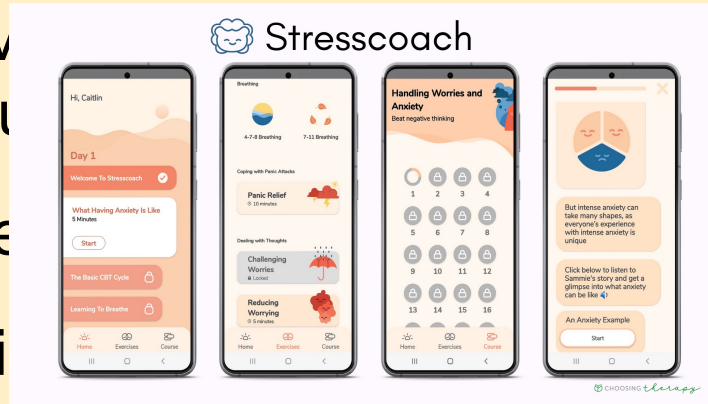 Stresscoach
Hi, Caitlin
Day 1
Welcome To Stresscoach
What Having Anxiety Is Like
5 Minutes
Start
The Basic CBT Cycle
Learning To Breathe
Home
Exercises
Course
Breathing
4-7-8 Breathing
7-11 Breathing
Coping with Panic Attacks
Panic Relief
10 minutes
Dealing with Thoughts
Challenging
Worries
Locked
Reducing
Worrying
5 minutes
Home
Exercises
Course
Handling Worries and
Anxiety
Beat negative thinking
1 2 3 4
5 6 7 8
9 10 11 12
13 14 15 16
Home
Exercises
Course
But intense anxiety can
take many shapes, as
everyone's experience
with intense anxiety is
unique
Click below to listen to
Sammie's story and get a
glimpse into what anxiety
can be like
An Anxiety Example
Start
CHOOSING therapy